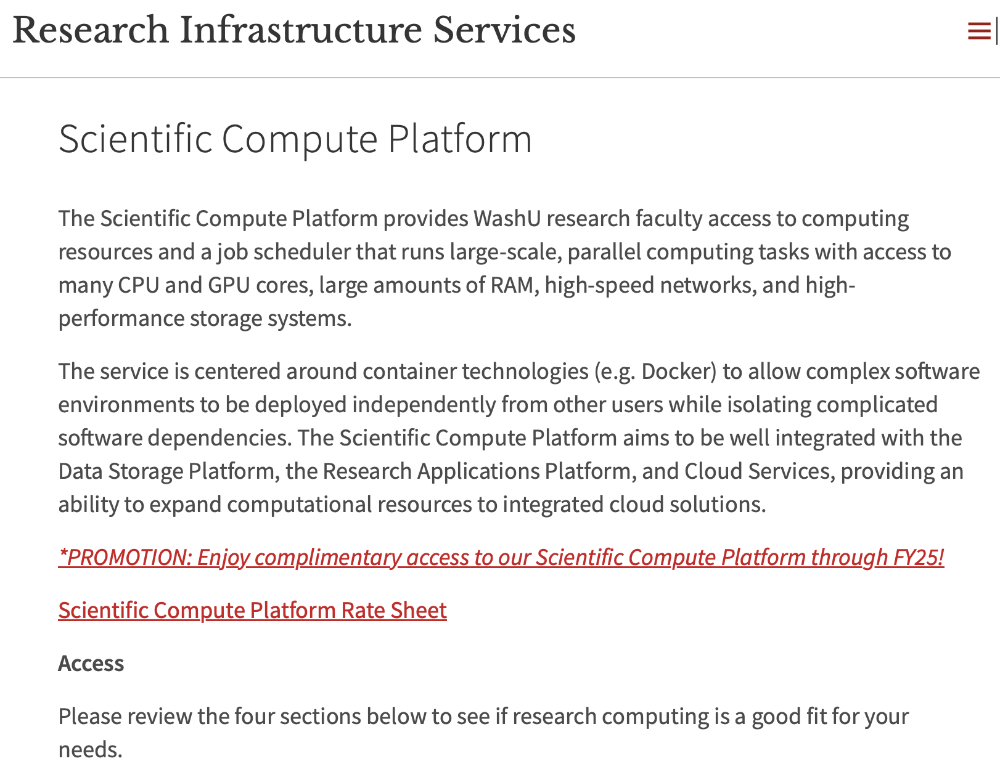 Research Infrastructure Services
Scientific Compute Platform
The Scientific Compute Platform provides WashU research faculty access to computing
resources and a job scheduler that runs large-scale, parallel computing tasks with access to
many CPU and GPU cores, large amounts of RAM, high-speed networks, and high-
performance storage systems.
The service is centered around container technologies (e.g. Docker) to allow complex software
environments to be deployed independently from other users while isolating complicated
software dependencies. The Scientific Compute Platform aims to be well integrated with the
Data Storage Platform, the Research Applications Platform, and Cloud Services, providing an
ability to expand computational resources to integrated cloud solutions.
*PROMOTION: Enjoy complimentary access to our Scientific Compute Platform through FY25!
Scientific Compute Platform Rate Sheet
Access
Please review the four sections below to see if research computing is a good fit for your
needs.